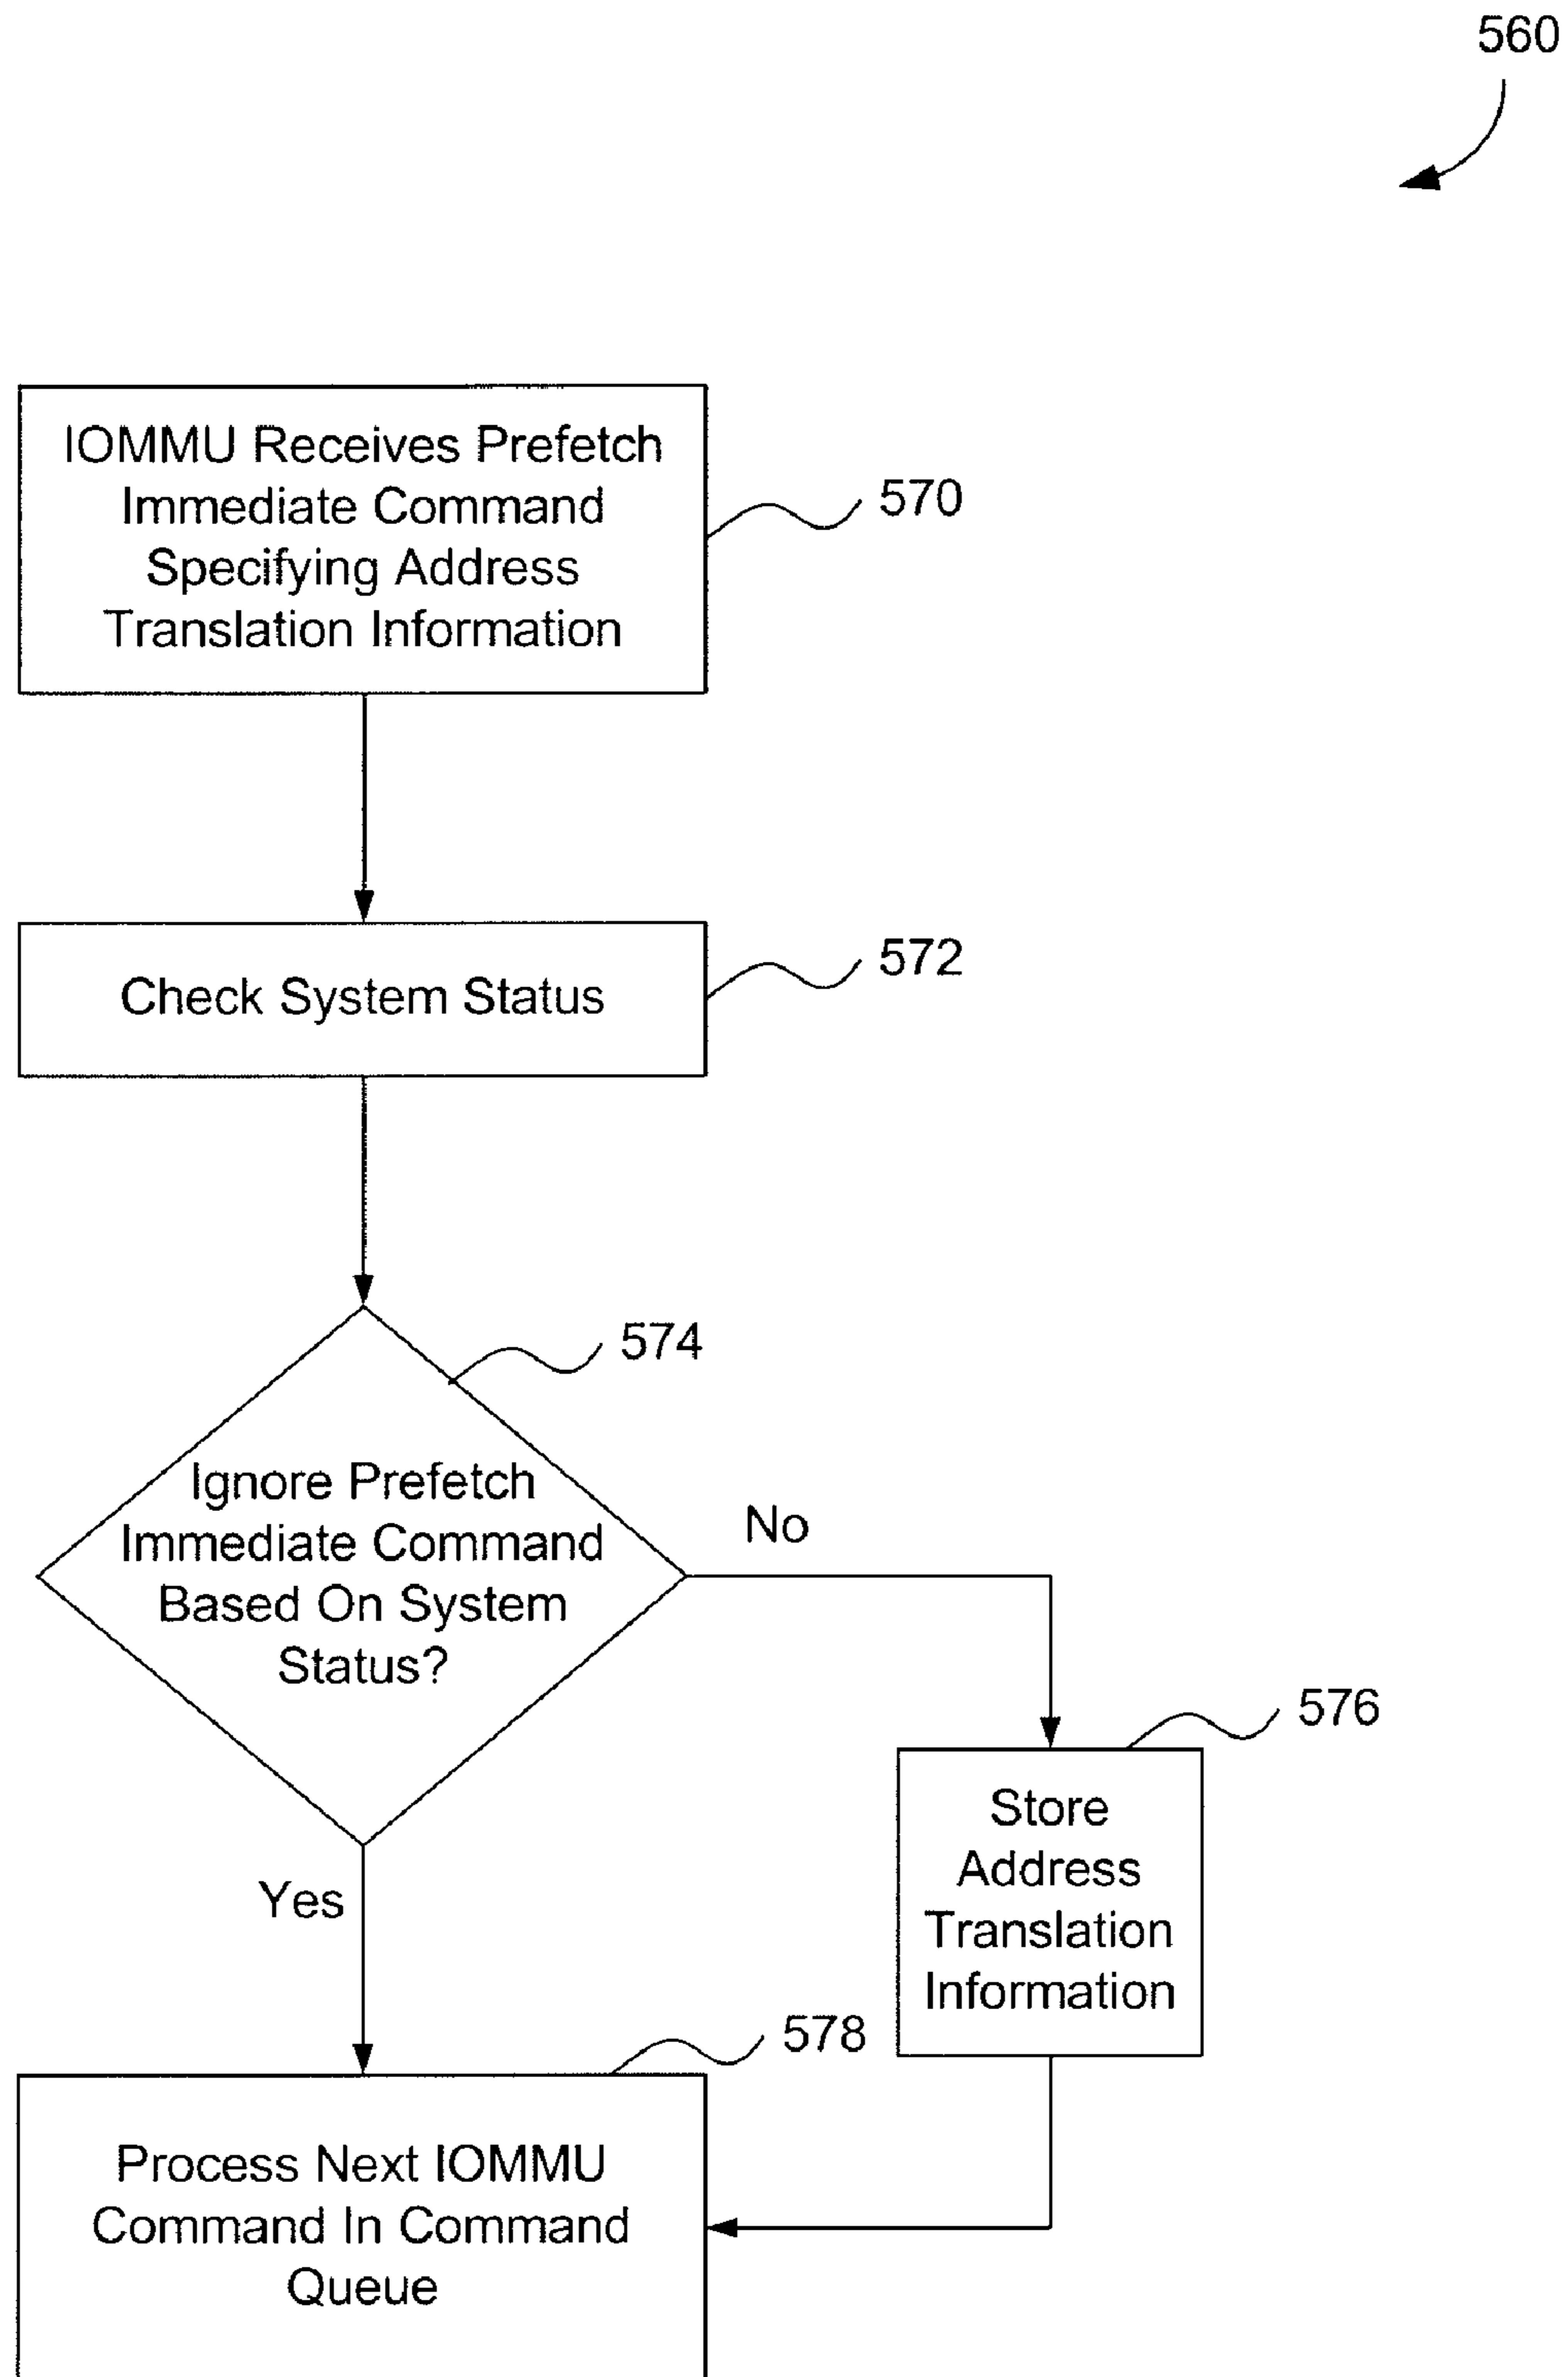 560
IOMMU Receives Prefetch
Immediate Command
Specifying Address
Translation Information
570
Check System Status
572
574
Ignore Prefetch
Immediate Command
Based On System
Status?
No
576
Store
Address
Translation
Information
Yes
578
Process Next IOMMU
Command In Command
Queue